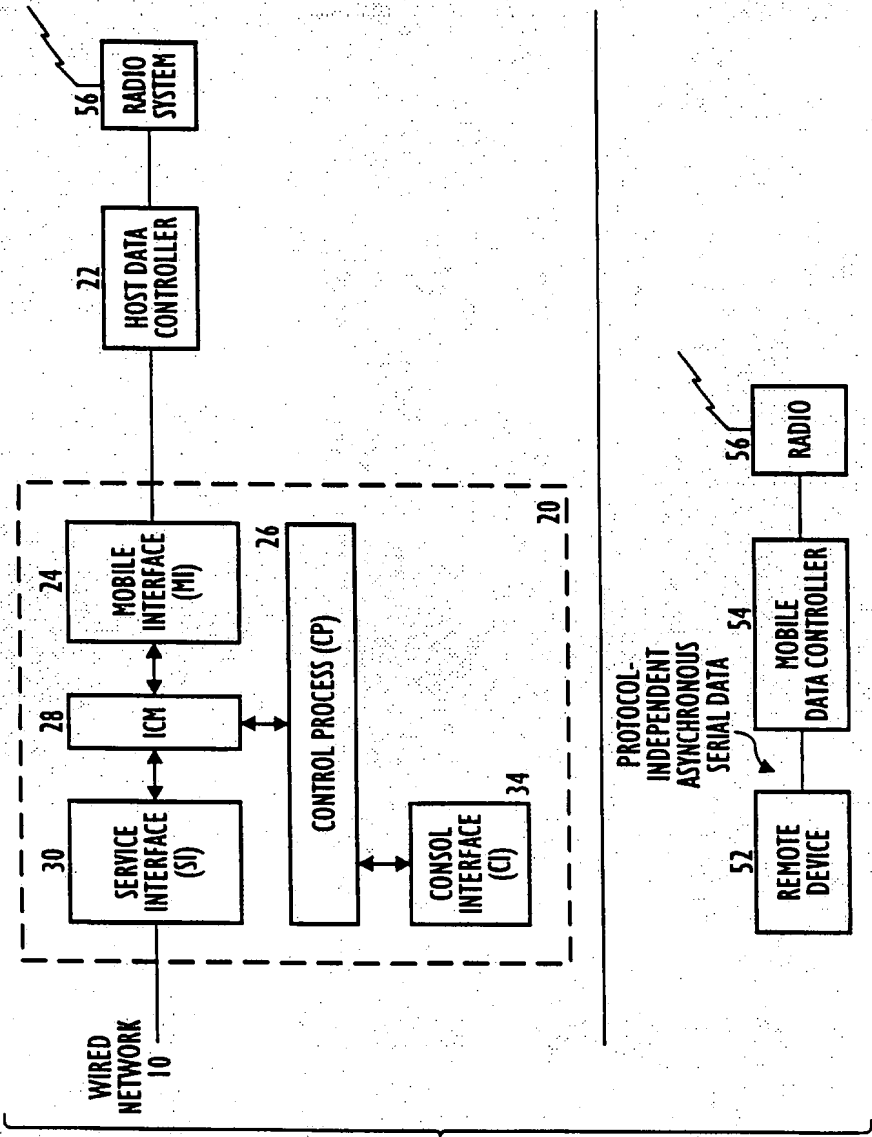 WIRED
NETWORK
10
30
SERVICE
INTERFACE
(SI)
28
ICM
24
MOBILE
INTERFACE
(MI)
22
HOST DATA
CONTROLLER
56
RADIO
SYSTEM
26
CONTROL PROCESS (CP)
CONSOL
INTERFACE
(CI)
34
20
PROTOCOL-
INDEPENDENT
ASYNCHRONOUS
SERIAL DATA
52
REMOTE
DEVICE
54
MOBILE
DATA CONTROLLER
56
RADIO